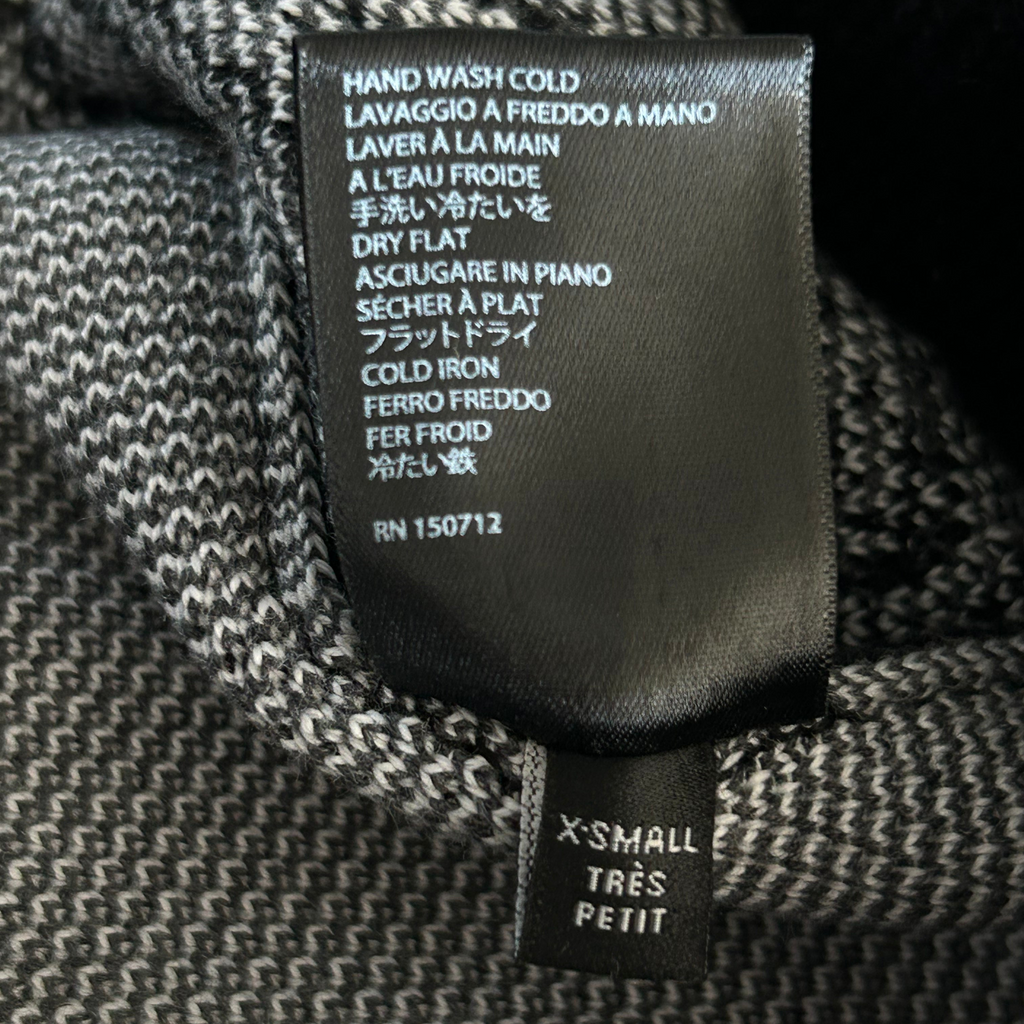 HAND WASH COLD
LAVAGGIO A FREDDO A MANO
LAVER À LA MAIN
A L'EAU FROIDE
手洗い冷たいを
DRY FLAT
ASCIUGARE IN PIANO
SÉCHER À PLAT
フラットドライ
COLD IRON
FERRO FREDDO
FER FROID
冷たい鉄
RN 150712
X-SMALL
TRÈS
PETIT